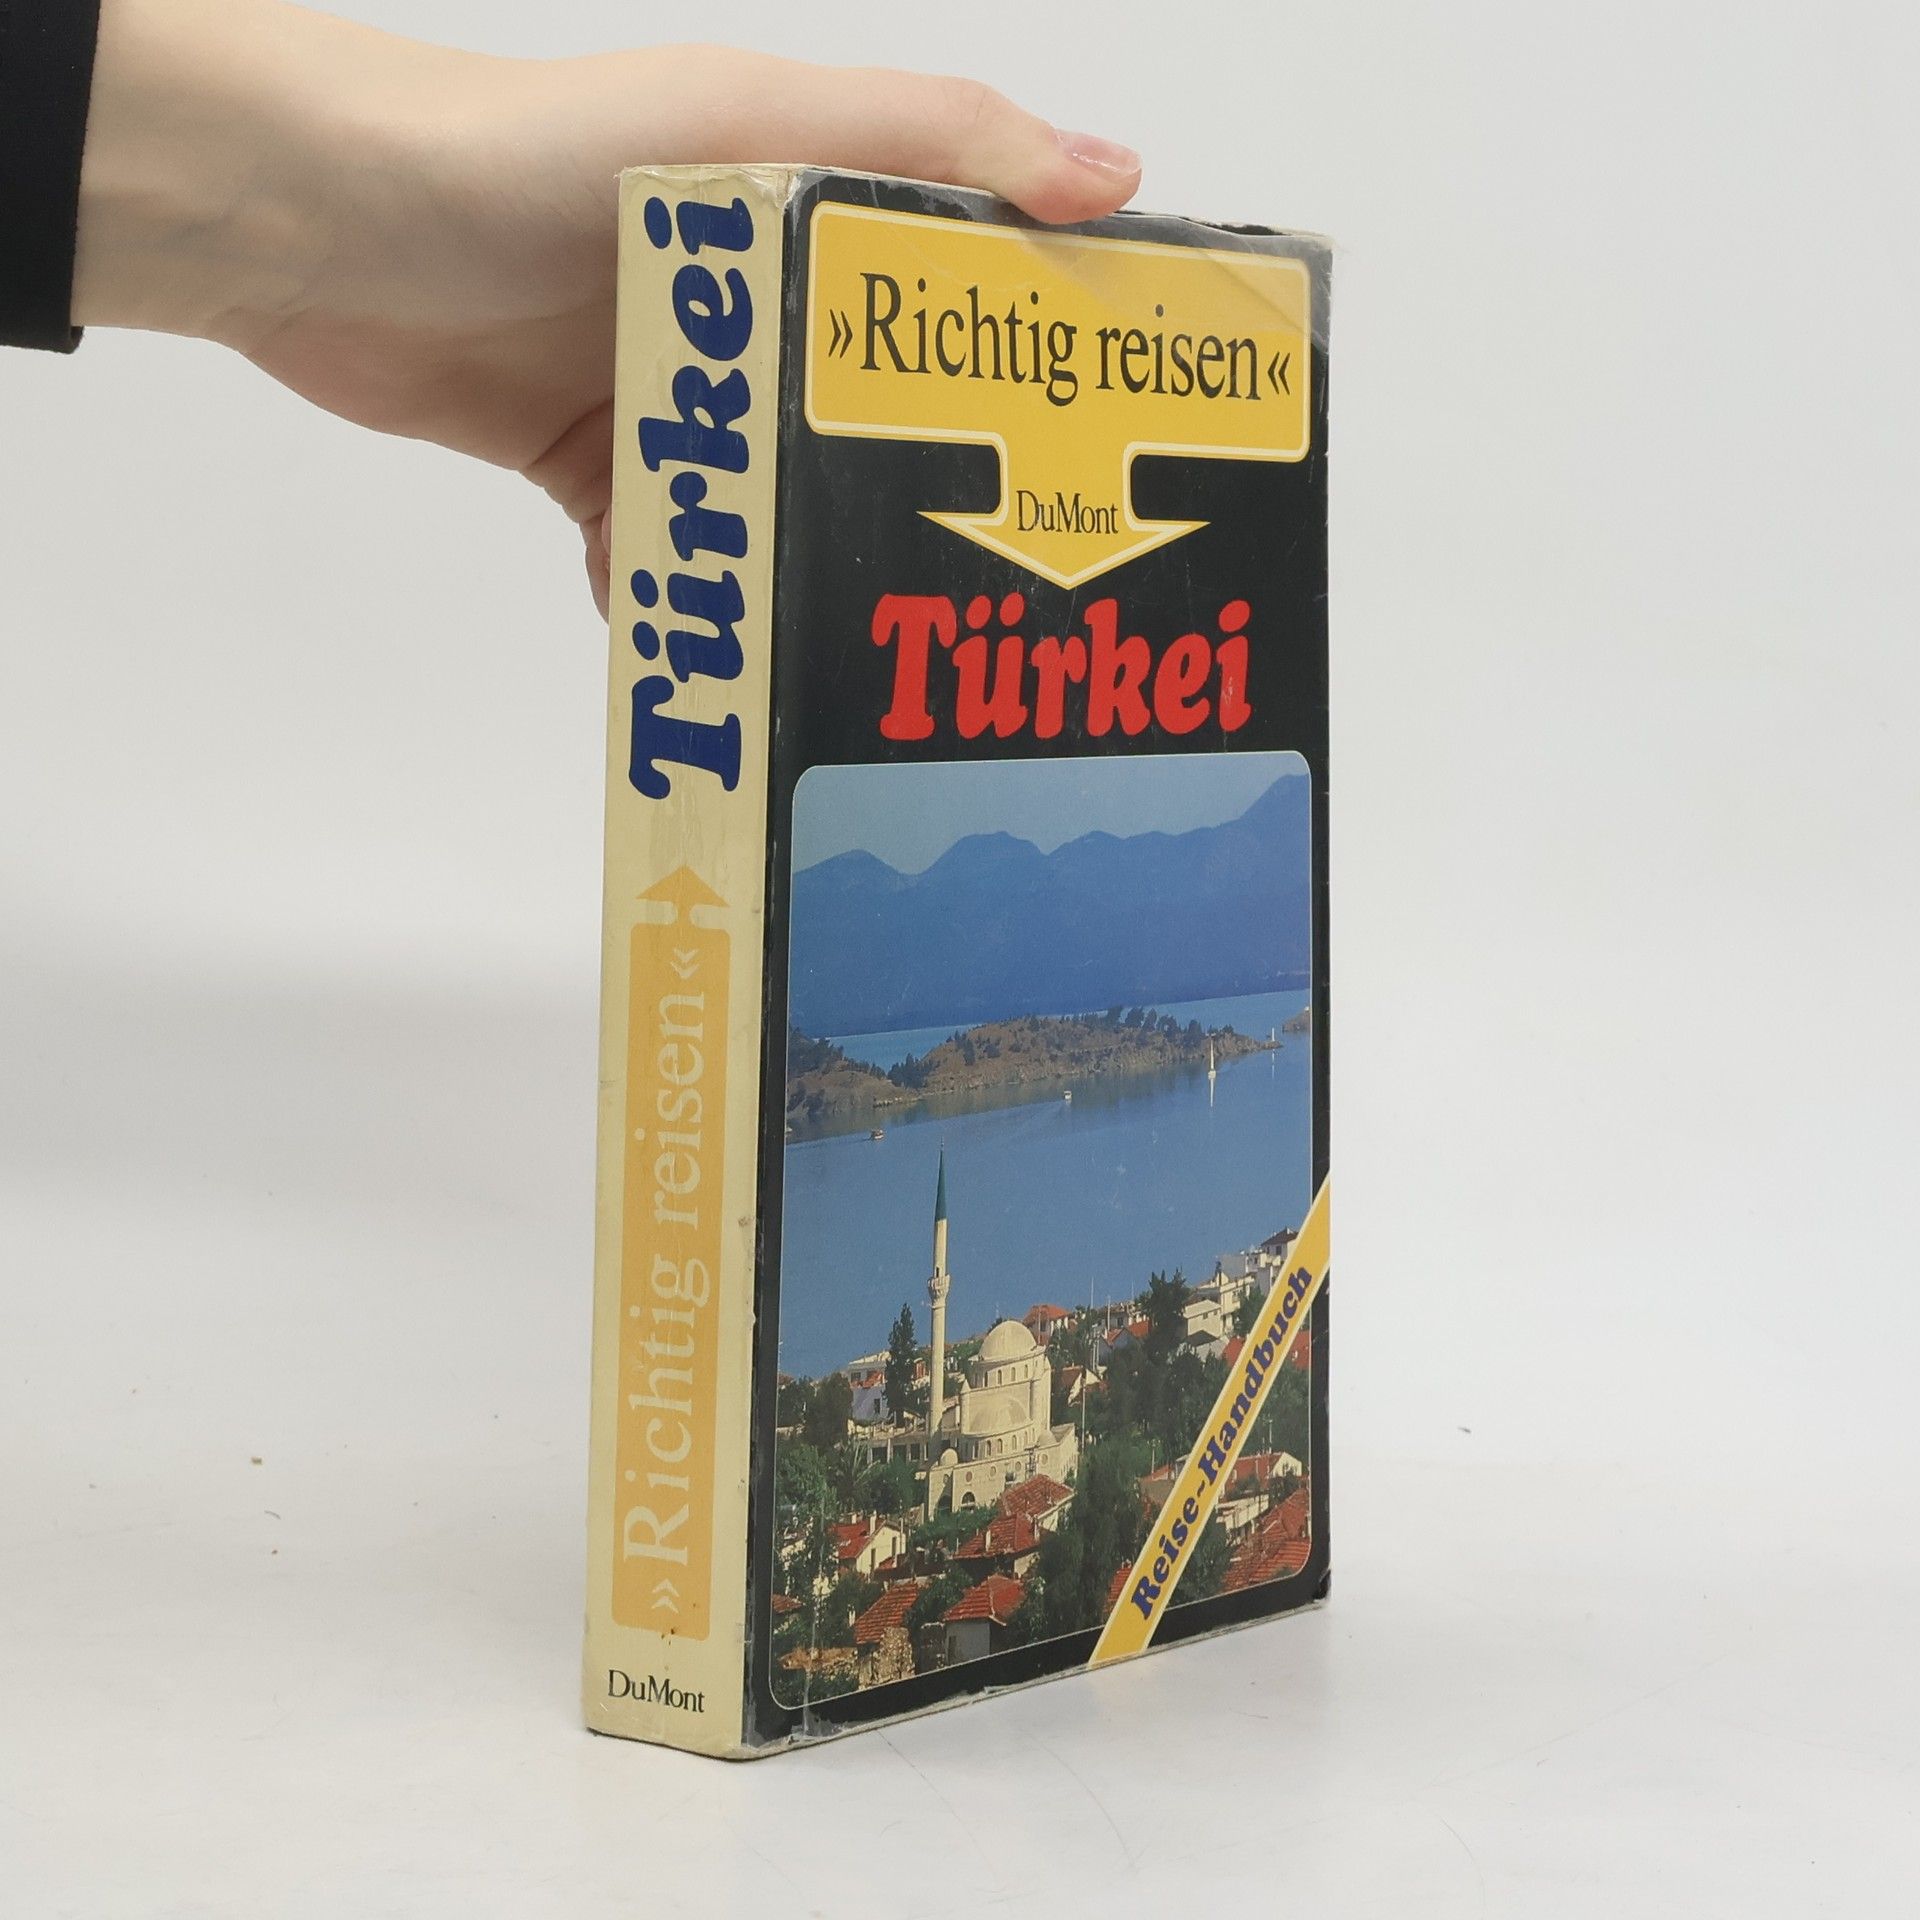 Türkei
»Richtig reisen«
DuMont
»Richtig reisen«
DuMont
Türkei
Reise-Handbuch